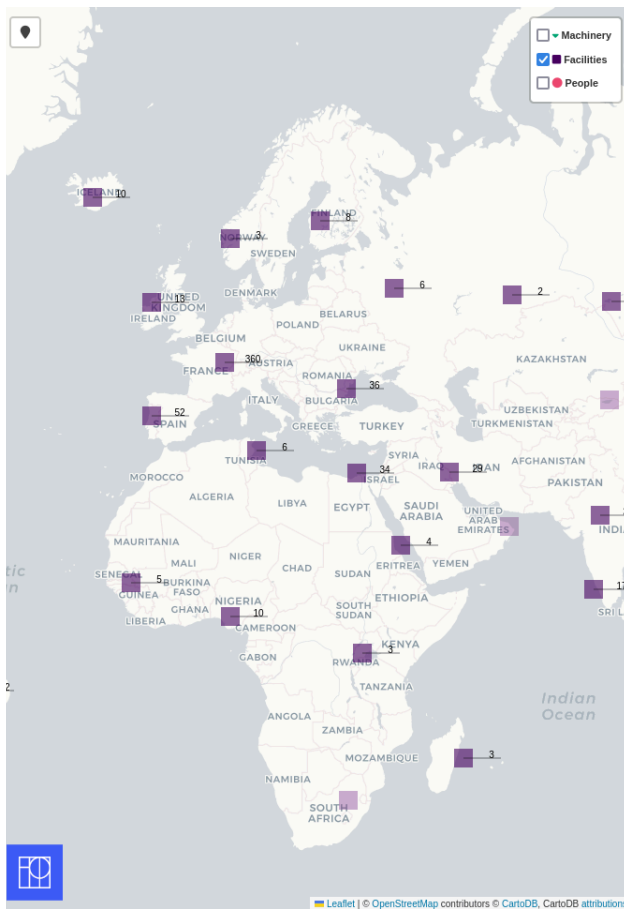 Machinery
Facilities
People
ICELAND
10
FINLAND
8
NORWAY
3
SWEDEN
6
2
DENMARK
13
UNITED
KINGDOM
IRELAND
BELARUS
POLAND
BELGIUM
UKRAINE
360
AUSTRIA
FRANCE
KAZAKHSTAN
ROMANIA
36
BULGARIA
ITALY
UZBEKISTAN
52
SPAIN
GREECE
TURKEY
TURKMENISTAN
6
TUNISIA
SYRIA
AFGHANISTAN
34
ISRAEL
IRAQ
29
IRAN
MOROCCO
PAKISTAN
ALGERIA
LIBYA
EGYPT
SAUDI
ARABIA
UNITED
ARAB
EMIRATES
MAURITANIA
4
NIGER
MALI
CHAD
SUDAN
ERITREA
YEMEN
SENEGAL
5
BURKINA
FASO
GUINEA
ETHIOPIA
NIGERIA
GHANA
10
SOUTH
SUDAN
LIBERIA
CAMEROON
17
KENYA
3
GABON
RWANDA
TANZANIA
2
Indian
Ocean
ANGOLA
ZAMBIA
MOZAMBIQUE
3
NAMIBIA
SOUTH
AFRICA
Leaflet | © OpenStreetMap contributors © CartoDB, CartoDB attributions